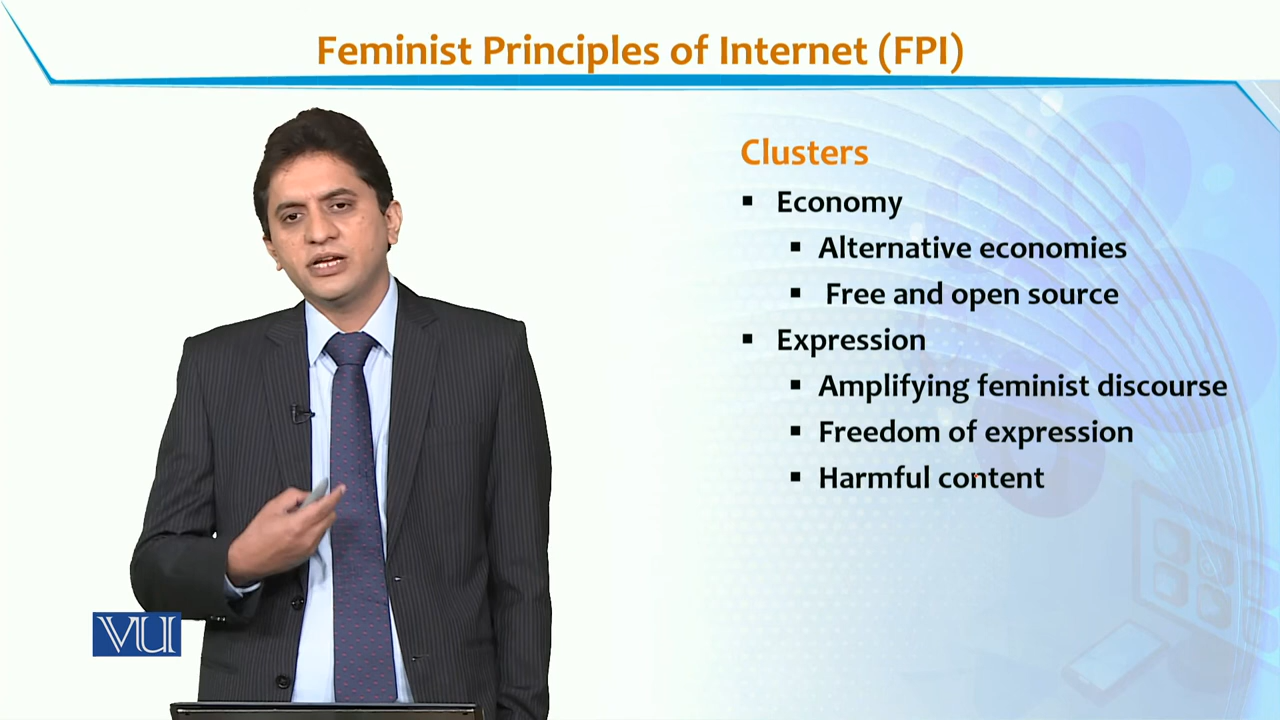 Feminist Principles of Internet (FPI)
Clusters
▪ Economy
▪ Alternative economies
▪ Free and open source
▪ Expression
▪ Amplifying feminist discourse
▪ Freedom of expression
▪ Harmful content
VU